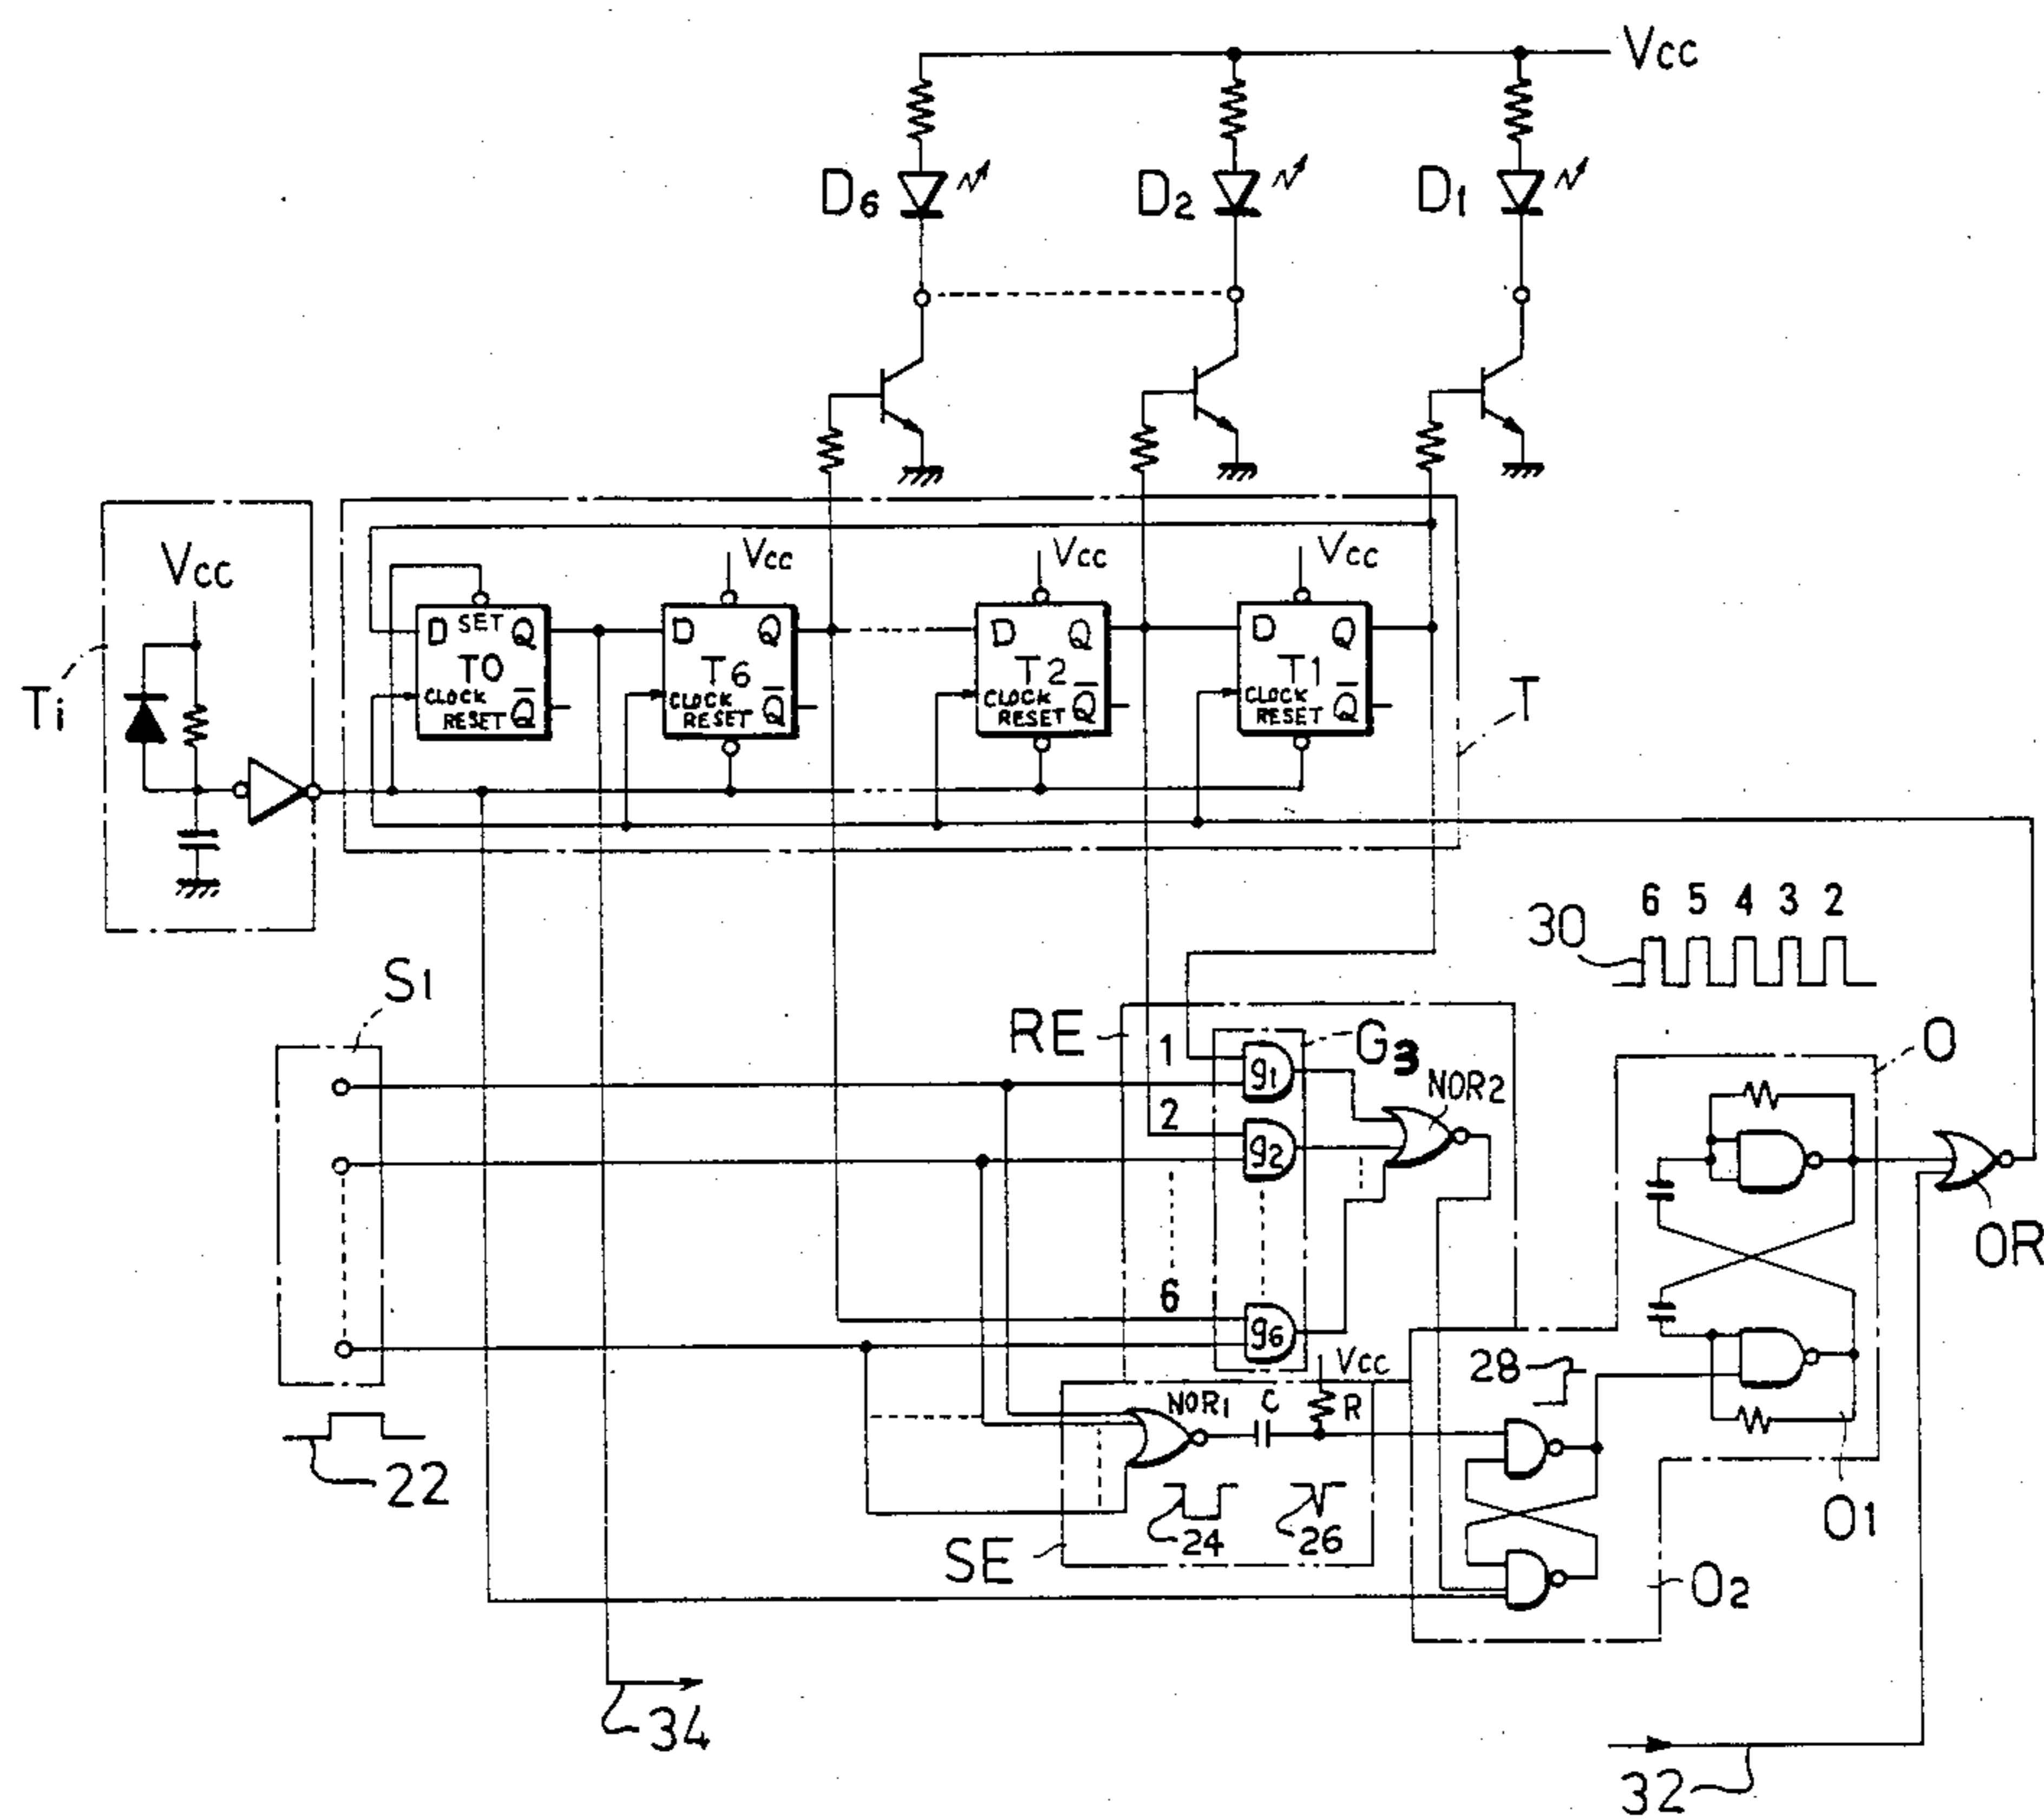 Vcc
D6
D2
D1
Vcc
Vcc
Vcc
Vcc
D SET Q
D Q
D Q
D Q
T0
T6
T2
T1
CLOCK
RESET Q̅
CLOCK
RESET Q̅
CLOCK
RESET Q̅
CLOCK
RESET Q̅
Ti
T
6 5 4 3 2
30
S1
RE
1
G3
O
g1
NOR2
2
g2
OR
6
g6
Vcc
28
NOR1
C
R
22
24
26
O1
SE
O2
34
32